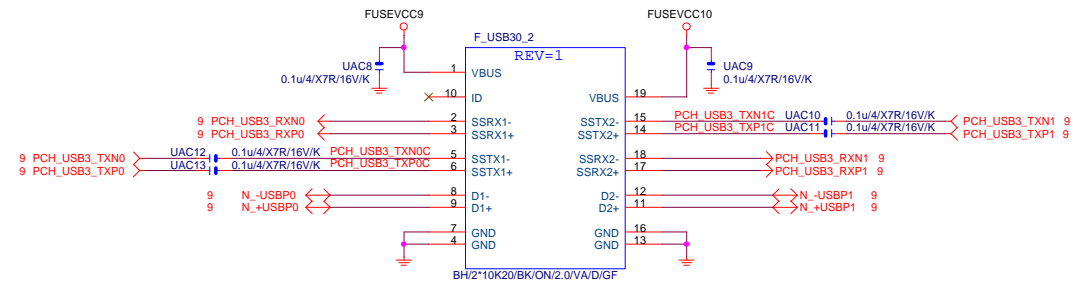 FUSEVCC9
FUSEVCC10
F_USB30_2
REV=1
UAC8
0.1u/4/X7R/16V/K
UAC9
0.1u/4/X7R/16V/K
1 VBUS
10 ID
VBUS 19
9 PCH_USB3_RXN0 2 SSRX1-
9 PCH_USB3_RXP0 3 SSRX1+
SSTX2- 15 PCH_USB3_TXN1C UAC10 0.1u/4/X7R/16V/K PCH_USB3_TXN1 9
SSTX2+ 14 PCH_USB3_TXP1C UAC11 0.1u/4/X7R/16V/K PCH_USB3_TXP1 9
9 PCH_USB3_TXN0 UAC12 0.1u/4/X7R/16V/K PCH_USB3_TXN0C 5 SSTX1-
9 PCH_USB3_TXP0 UAC13 0.1u/4/X7R/16V/K PCH_USB3_TXP0C 6 SSTX1+
SSRX2- 18 PCH_USB3_RXN1 9
SSRX2+ 17 PCH_USB3_RXP1 9
9 N_-USBP0 8 D1-
9 N_+USBP0 9 D1+
D2- 12 N_-USBP1 9
D2+ 11 N_+USBP1 9
7 GND
4 GND
GND 16
GND 13
BH/2*10K20/BK/ON/2.0/VA/D/GF